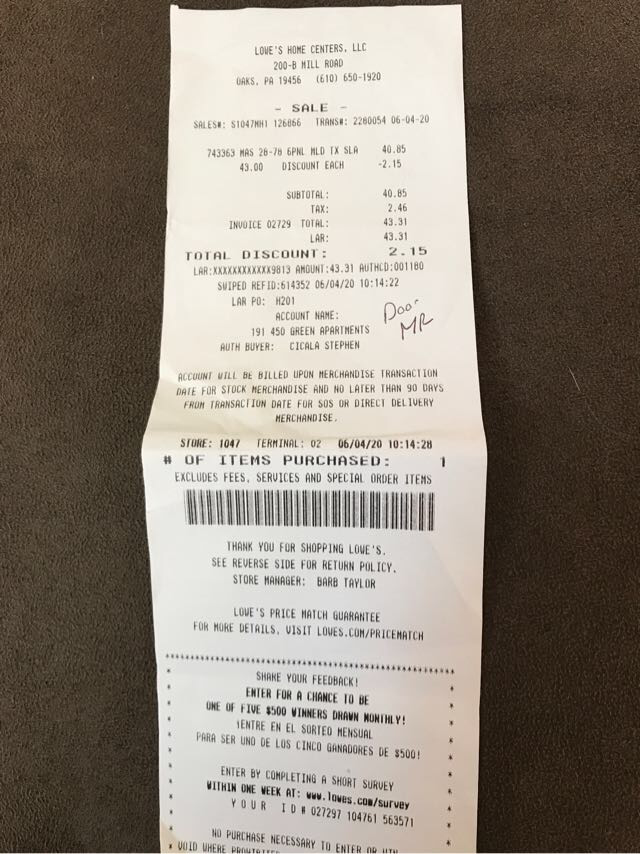 LOWE'S HOME CENTERS, LLC
200-B MILL ROAD
OAKS, PA 19456 (610) 650-1920
- SALE -
SALES#: S1047MH1 126866 TRANS#: 2280054 06-04-20
743363 MAS 28-78 6PNL MLD TX SLA 40.85
43.00 DISCOUNT EACH -2.15
SUBTOTAL: 40.85
TAX: 2.46
INVOICE 02729 TOTAL: 43.31
LAR: 43.31
TOTAL DISCOUNT: 2.15
LAR:XXXXXXXXXXXX9813 AMOUNT:43.31 AUTHCD:001180
SWIPED REFID:614352 06/04/20 10:14:22
LAR PO: H201
Door
MR
ACCOUNT NAME:
191 450 GREEN APARTMENTS
AUTH BUYER: CICALA STEPHEN
ACCOUNT WILL BE BILLED UPON MERCHANDISE TRANSACTION
DATE FOR STOCK MERCHANDISE AND NO LATER THAN 90 DAYS
FROM TRANSACTION DATE FOR SOS OR DIRECT DELIVERY
MERCHANDISE.
STORE: 1047 TERMINAL: 02 06/04/20 10:14:28
# OF ITEMS PURCHASED: 1
EXCLUDES FEES, SERVICES AND SPECIAL ORDER ITEMS
THANK YOU FOR SHOPPING LOWE'S.
SEE REVERSE SIDE FOR RETURN POLICY.
STORE MANAGER: BARB TAYLOR
LOWE'S PRICE MATCH GUARANTEE
FOR MORE DETAILS, VISIT LOWES.COM/PRICEMATCH
****************************************************
* SHARE YOUR FEEDBACK! *
* ENTER FOR A CHANCE TO BE *
* ONE OF FIVE $500 WINNERS DRAWN MONTHLY! *
* ¡ENTRE EN EL SORTEO MENSUAL *
* PARA SER UNO DE LOS CINCO GANADORES DE $500! *
* ENTER BY COMPLETING A SHORT SURVEY *
* WITHIN ONE WEEK AT: www.lowes.com/survey *
* YOUR ID# 027297 104761 563571 *
* NO PURCHASE NECESSARY TO ENTER OR WIN
* VOID WHERE PROHIBITED